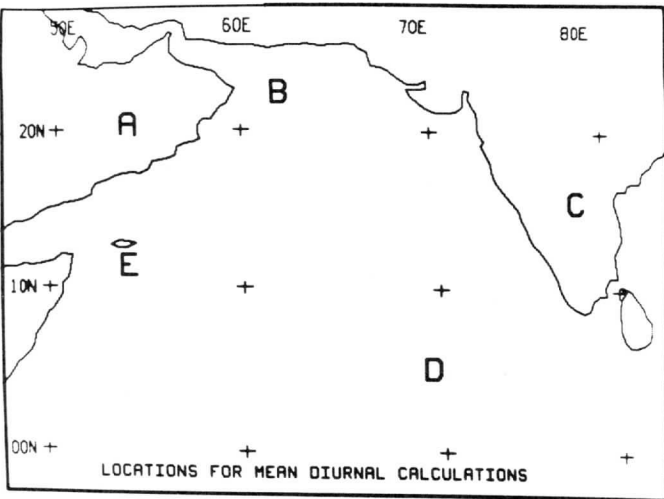 50E 60E 70E 80E
B
20N A
C
E
10N
D
00N
LOCATIONS FOR MEAN DIURNAL CALCULATIONS